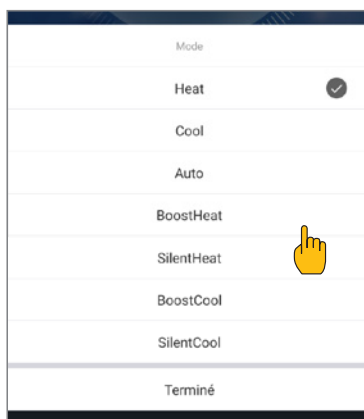 Mode
Heat
Cool
Auto
BoostHeat
SilentHeat
BoostCool
SilentCool
Terminé